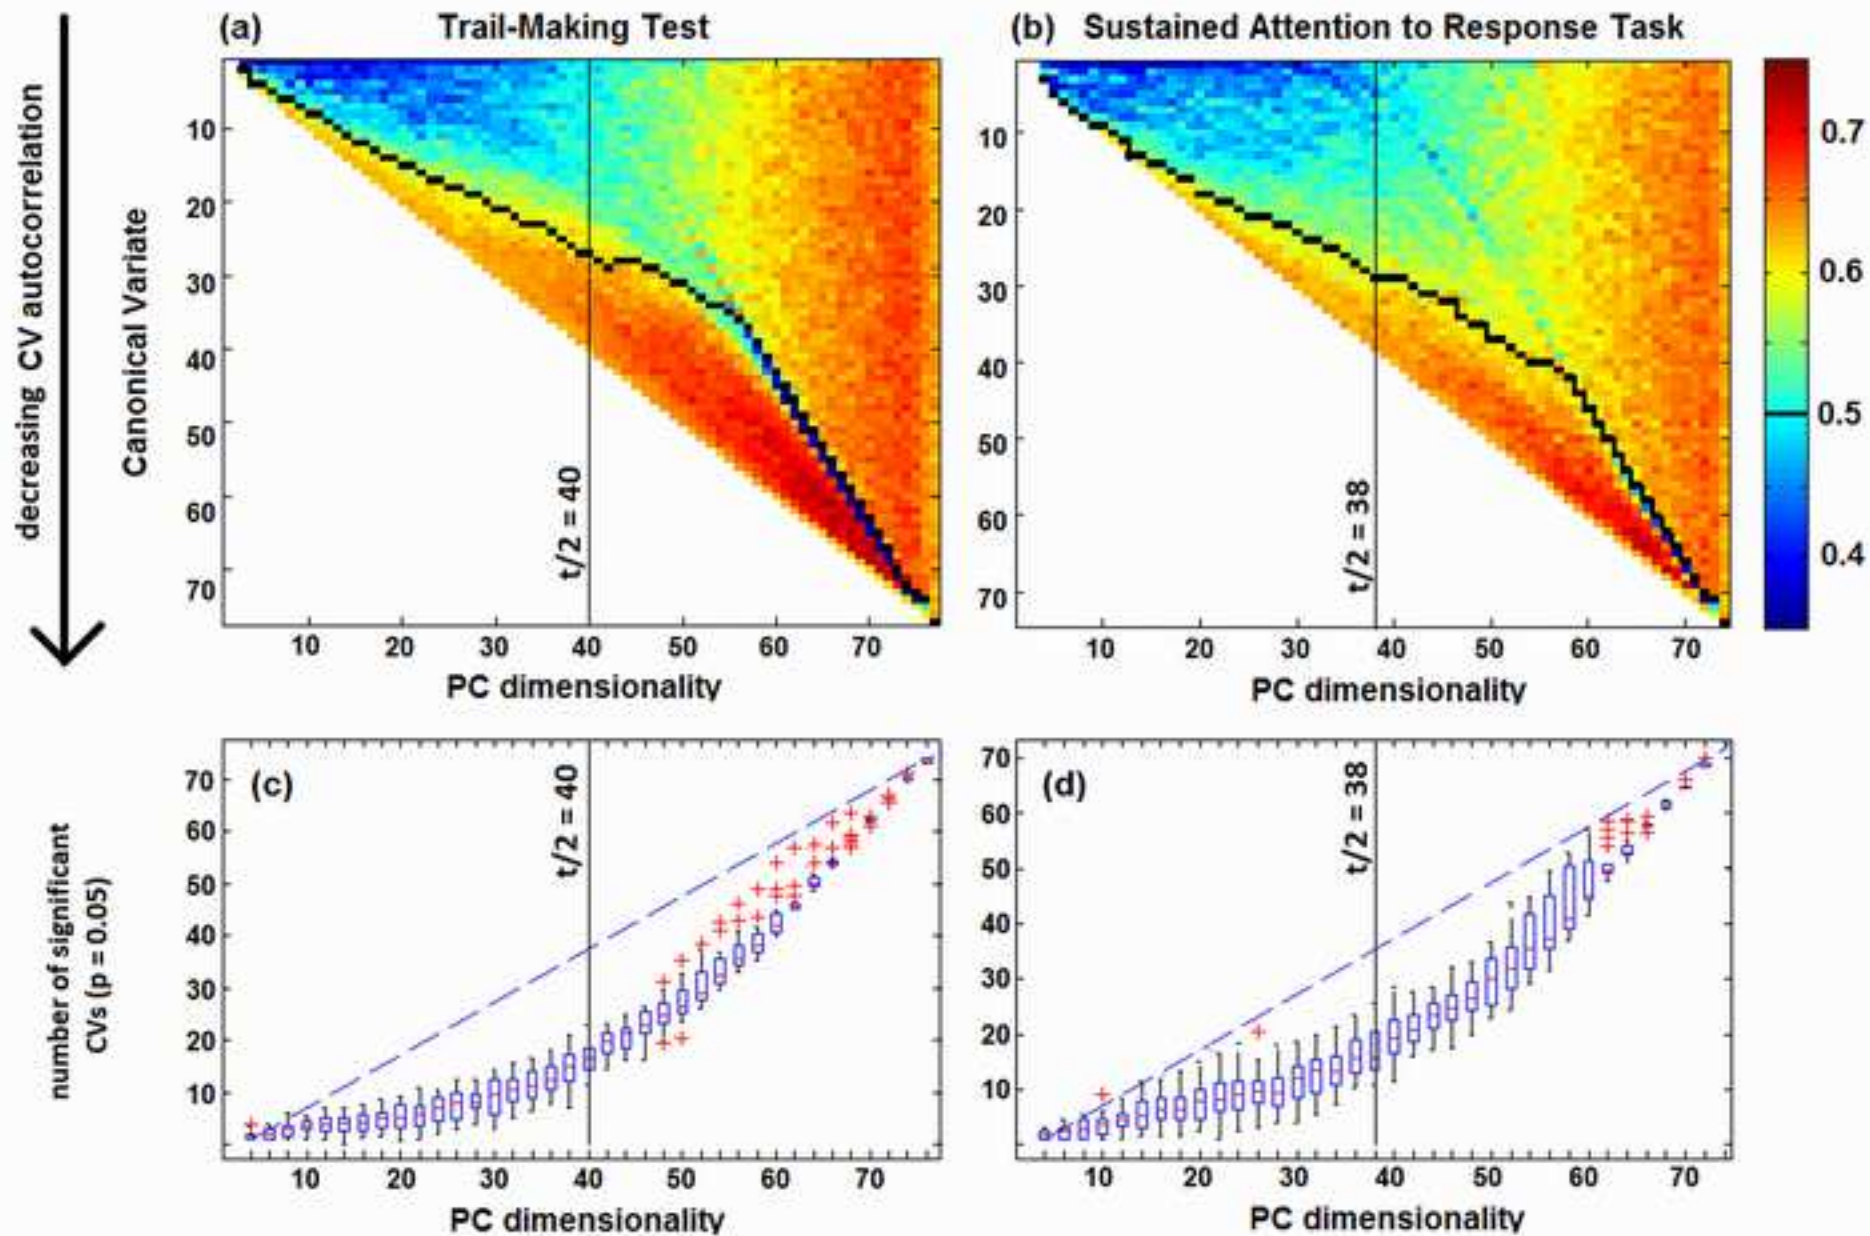 (a) Trail-Making Test
(b) Sustained Attention to Response Task
decreasing CV autocorrelation
Canonical Variate
10
20
30
40
50
60
70
t/2 = 40
10 20 30 40 50 60 70
PC dimensionality
10
20
30
40
50
60
70
t/2 = 38
10 20 30 40 50 60 70
PC dimensionality
0.7
0.6
0.5
0.4
number of significant
CVs (p = 0.05)
(c)
70
60
50
40
30
20
10
t/2 = 40
10 20 30 40 50 60 70
PC dimensionality
(d)
70
60
50
40
30
20
10
t/2 = 38
10 20 30 40 50 60 70
PC dimensionality